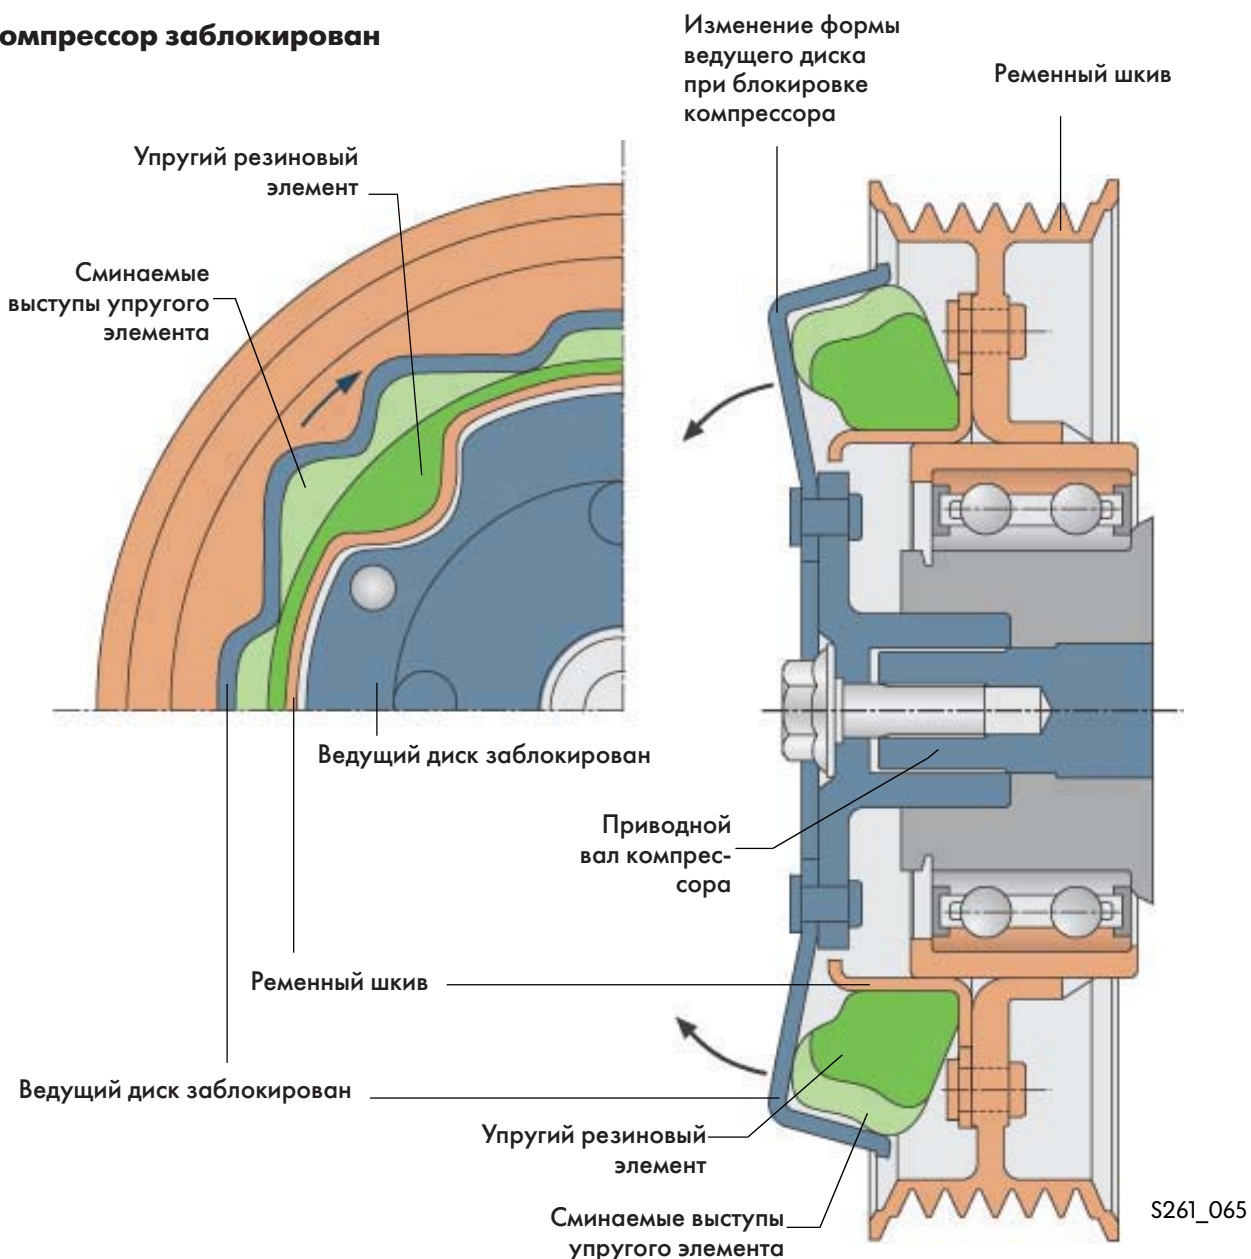 омпрессор заблокирован
Изменение формы
ведущего диска
при блокировке
компрессора
Ременный шкив
Упругий резиновый
элемент
Сминаемые
выступы упругого
элемента
Ведущий диск заблокирован
Приводной
вал компрес-
сора
Ременный шкив
Ведущий диск заблокирован
Упругий резиновый
элемент
Сминаемые выступы
упругого элемента
S261_065